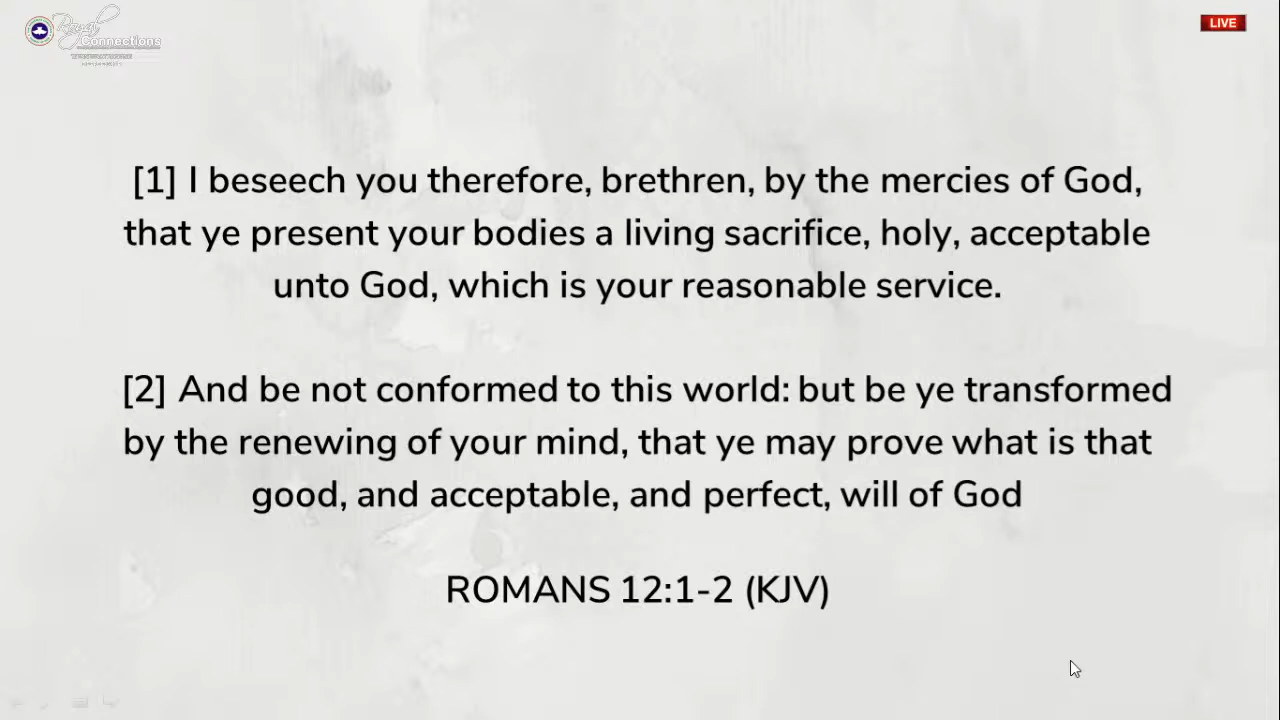 Royal
Connections
LIVE
[1] I beseech you therefore, brethren, by the mercies of God,
that ye present your bodies a living sacrifice, holy, acceptable
unto God, which is your reasonable service.
[2] And be not conformed to this world: but be ye transformed
by the renewing of your mind, that ye may prove what is that
good, and acceptable, and perfect, will of God
ROMANS 12:1-2 (KJV)